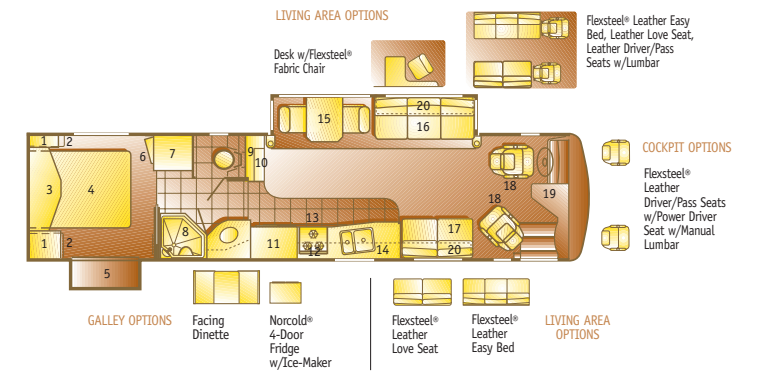 LIVING AREA OPTIONS
Desk w/Flexsteel®
Fabric Chair
Flexsteel® Leather Easy
Bed, Leather Love Seat,
Leather Driver/Pass
Seats w/Lumbar
1
2
3
4
2
1
5
6
7
8
9
10
11
12
13
14
15
20
16
17
20
18
18
19
COCKPIT OPTIONS
Flexsteel®
Leather
Driver/Pass Seats
w/Power Driver
Seat w/Manual
Lumbar
GALLEY OPTIONS
Facing
Dinette
Norcold®
4-Door
Fridge
w/Ice-Maker
Flexsteel®
Leather
Love Seat
Flexsteel®
Leather
Easy Bed
LIVING AREA
OPTIONS